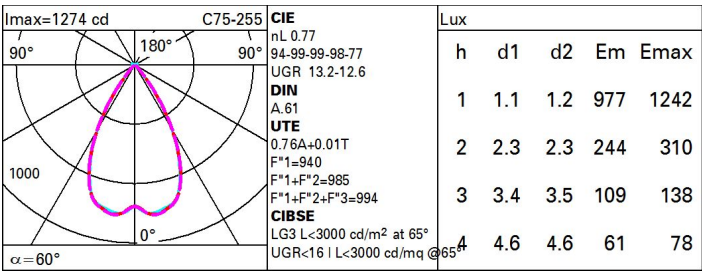 Imax=1274 cd C75-255
90° 180° 90°
1000
0°
α=60°
CIE
nL 0.77
94-99-99-98-77
UGR 13.2-12.6
DIN
A.61
UTE
0.76A+0.01T
F"1=940
F"1+F"2=985
F"1+F"2+F"3=994
CIBSE
LG3 L<3000 cd/m² at 65°
UGR<16 | L<3000 cd/mq @65°
Lux
h d1 d2 Em Emax
1 1.1 1.2 977 1242
2 2.3 2.3 244 310
3 3.4 3.5 109 138
4 4.6 4.6 61 78